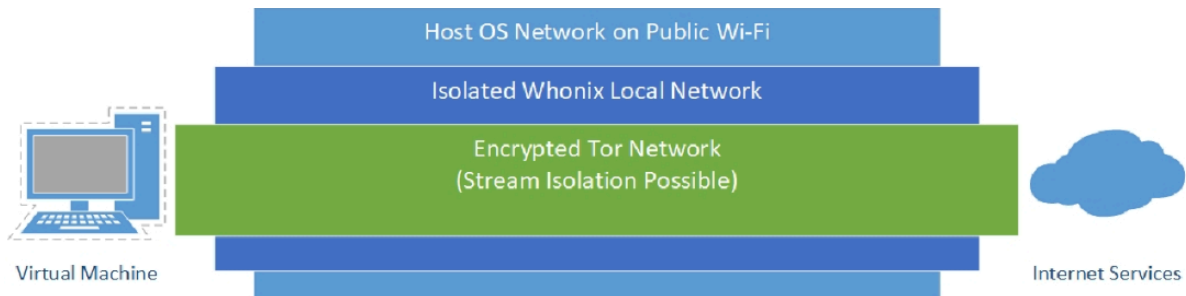 Host OS Network on Public Wi-Fi
Isolated Whonix Local Network
Encrypted Tor Network
(Stream Isolation Possible)
Virtual Machine
Internet Services